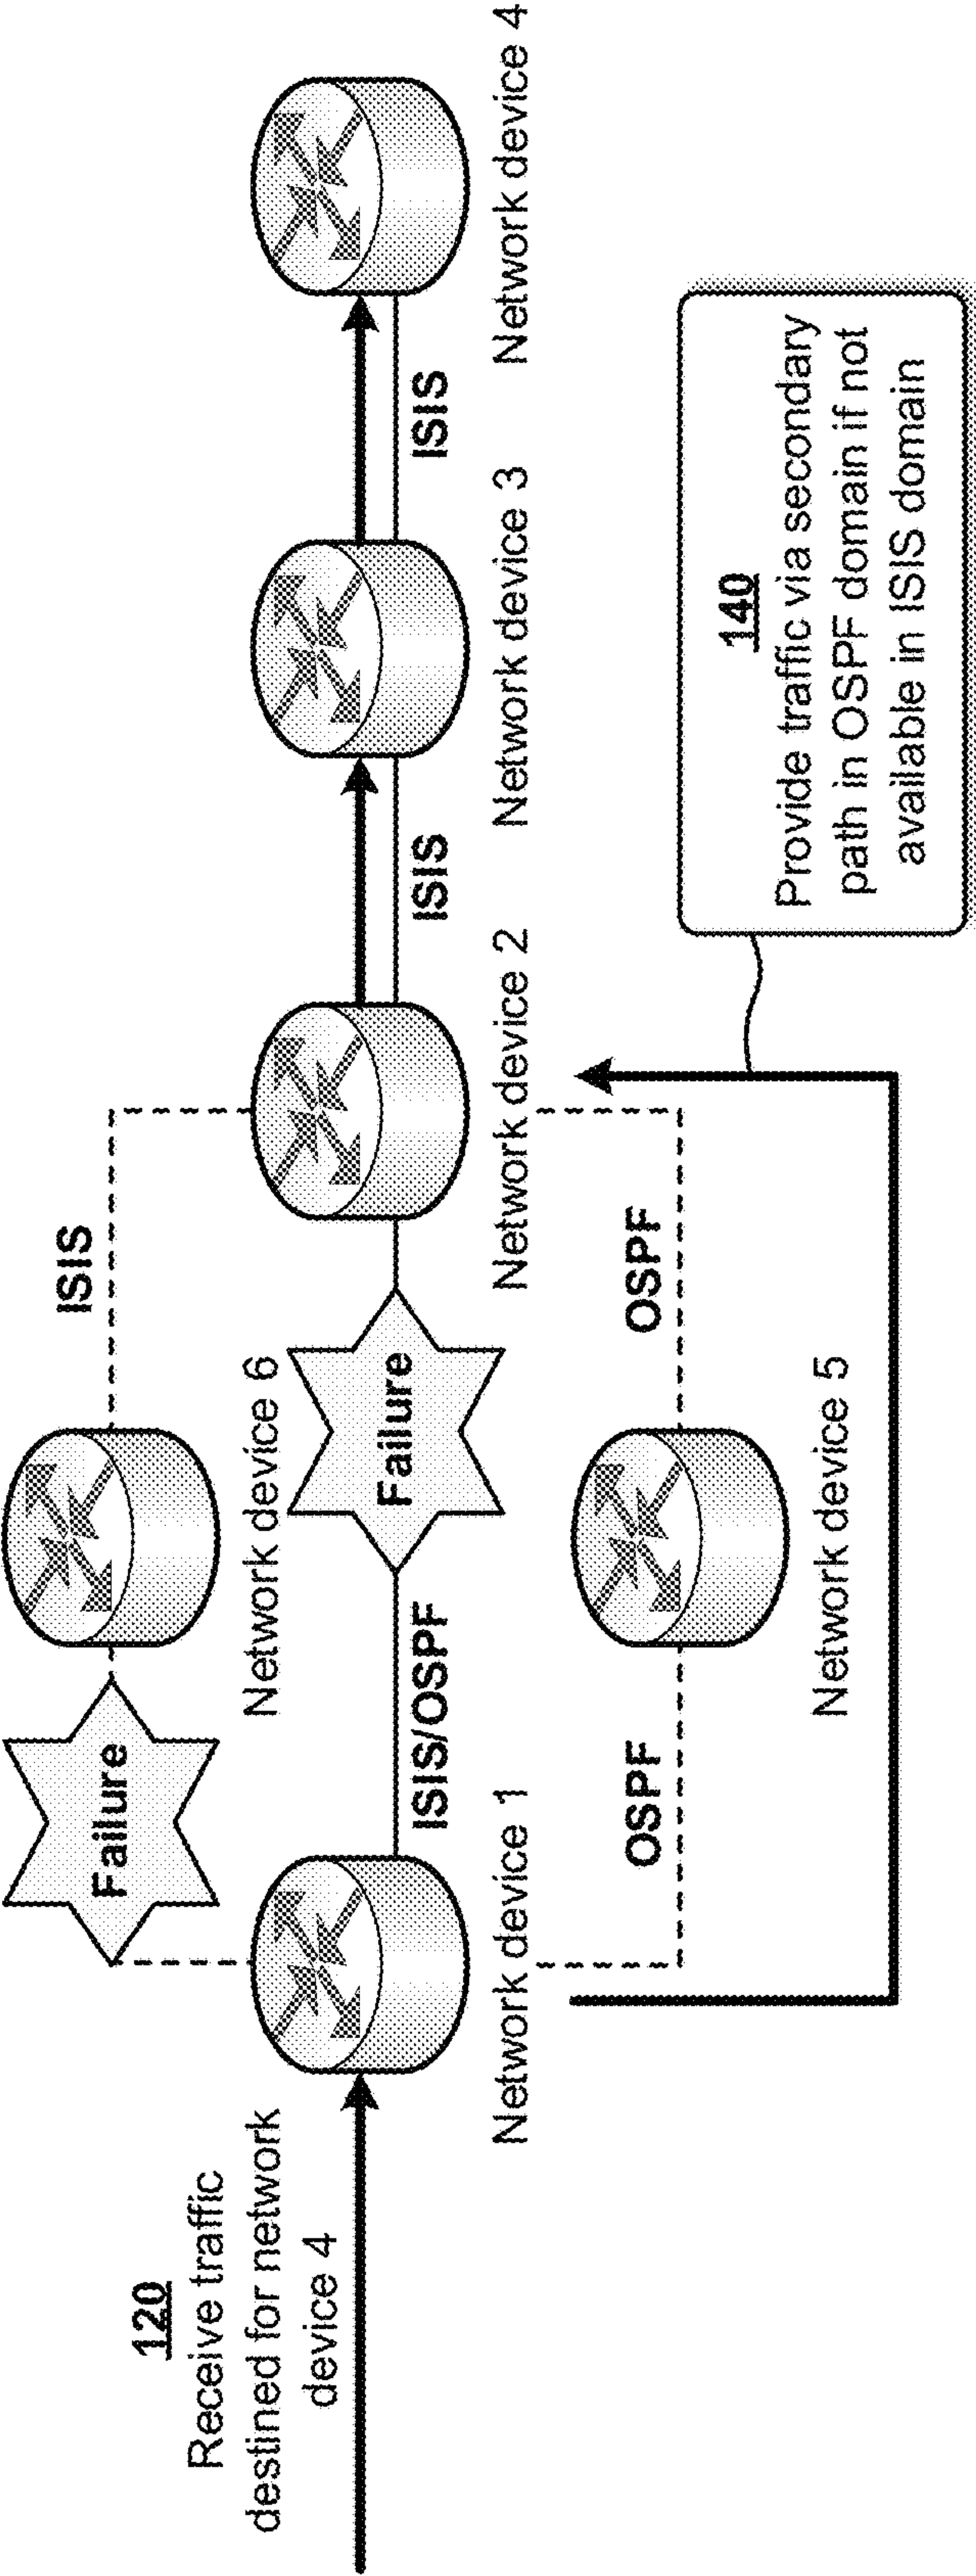 120
Receive traffic
destined for network
device 4
Failure
ISIS
Network device 6
Failure
ISIS/OSPF
ISIS
ISIS
Network device 1
Network device 2
Network device 3
Network device 4
OSPF
OSPF
Network device 5
140
Provide traffic via secondary
path in OSPF domain if not
available in ISIS domain